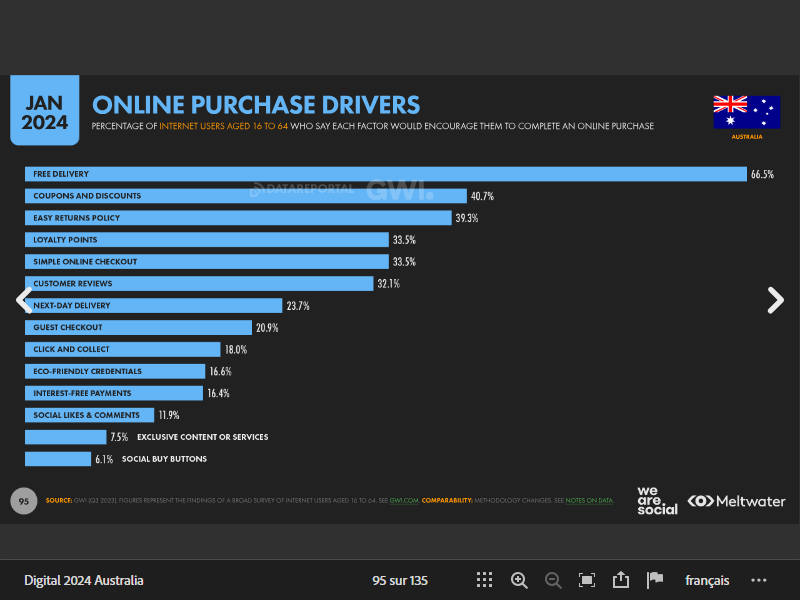 JAN
2024
ONLINE PURCHASE DRIVERS
PERCENTAGE OF INTERNET USERS AGED 16 TO 64 WHO SAY EACH FACTOR WOULD ENCOURAGE THEM TO COMPLETE AN ONLINE PURCHASE
AUSTRALIA
FREE DELIVERY 66.5%
DATAREPORTAL GWI.
COUPONS AND DISCOUNTS 40.7%
EASY RETURNS POLICY 39.3%
LOYALTY POINTS 33.5%
SIMPLE ONLINE CHECKOUT 33.5%
CUSTOMER REVIEWS 32.1%
NEXT-DAY DELIVERY 23.7%
GUEST CHECKOUT 20.9%
CLICK AND COLLECT 18.0%
ECO-FRIENDLY CREDENTIALS 16.6%
INTEREST-FREE PAYMENTS 16.4%
SOCIAL LIKES & COMMENTS 11.9%
7.5% EXCLUSIVE CONTENT OR SERVICES
6.1% SOCIAL BUY BUTTONS
95 SOURCE: GWI (Q3 2023). FIGURES REPRESENT THE FINDINGS OF A BROAD SURVEY OF INTERNET USERS AGED 16 TO 64. SEE GWI.COM. COMPARABILITY: METHODOLOGY CHANGES. SEE NOTES ON DATA.
we
are
social
Meltwater
Digital 2024 Australia 95 sur 135 français